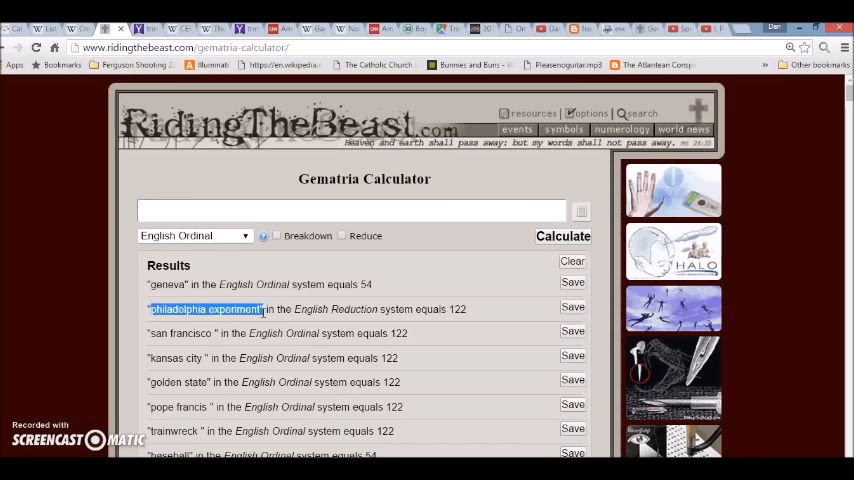 Dan
www.ridingthebeast.com/gematria-calculator/
Apps Bookmarks Ferguson Shooting Illuminati https://en.wikipedia The Catholic Church Bunnies and Buns - W Pleasenoguitar.mp3 The Atlantean Consp Other bookmarks
RidingTheBeast.com
resources options search
events symbols numerology world news
Heaven and earth shall pass away: but my words shall not pass away. Mt 24:35
Gematria Calculator
English Ordinal Breakdown Reduce Calculate
Results Clear
"geneva" in the English Ordinal system equals 54 Save
"philadelphia experiment" in the English Reduction system equals 122 Save
"san francisco " in the English Ordinal system equals 122 Save
"kansas city " in the English Ordinal system equals 122 Save
"golden state" in the English Ordinal system equals 122 Save
"pope francis " in the English Ordinal system equals 122 Save
"trainwreck " in the English Ordinal system equals 122 Save
"baseball" in the English Ordinal system equals 54 Save
HALO
Recorded with
SCREENCAST MATIC